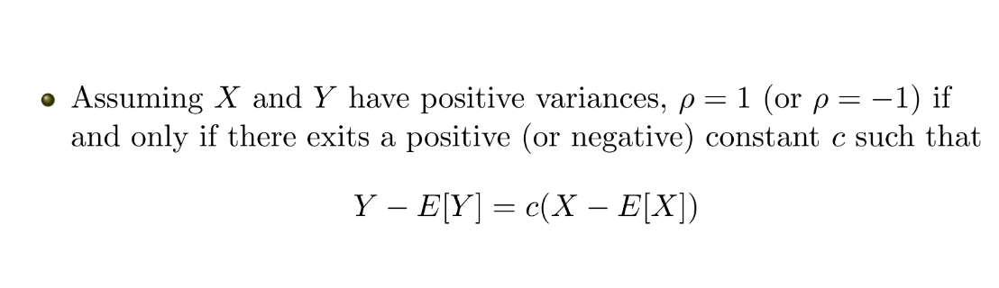 Assuming X and Y have positive variances, ρ = 1 (or ρ = −1) if
and only if there exits a positive (or negative) constant c such that
Y − E[Y] = c(X − E[X])